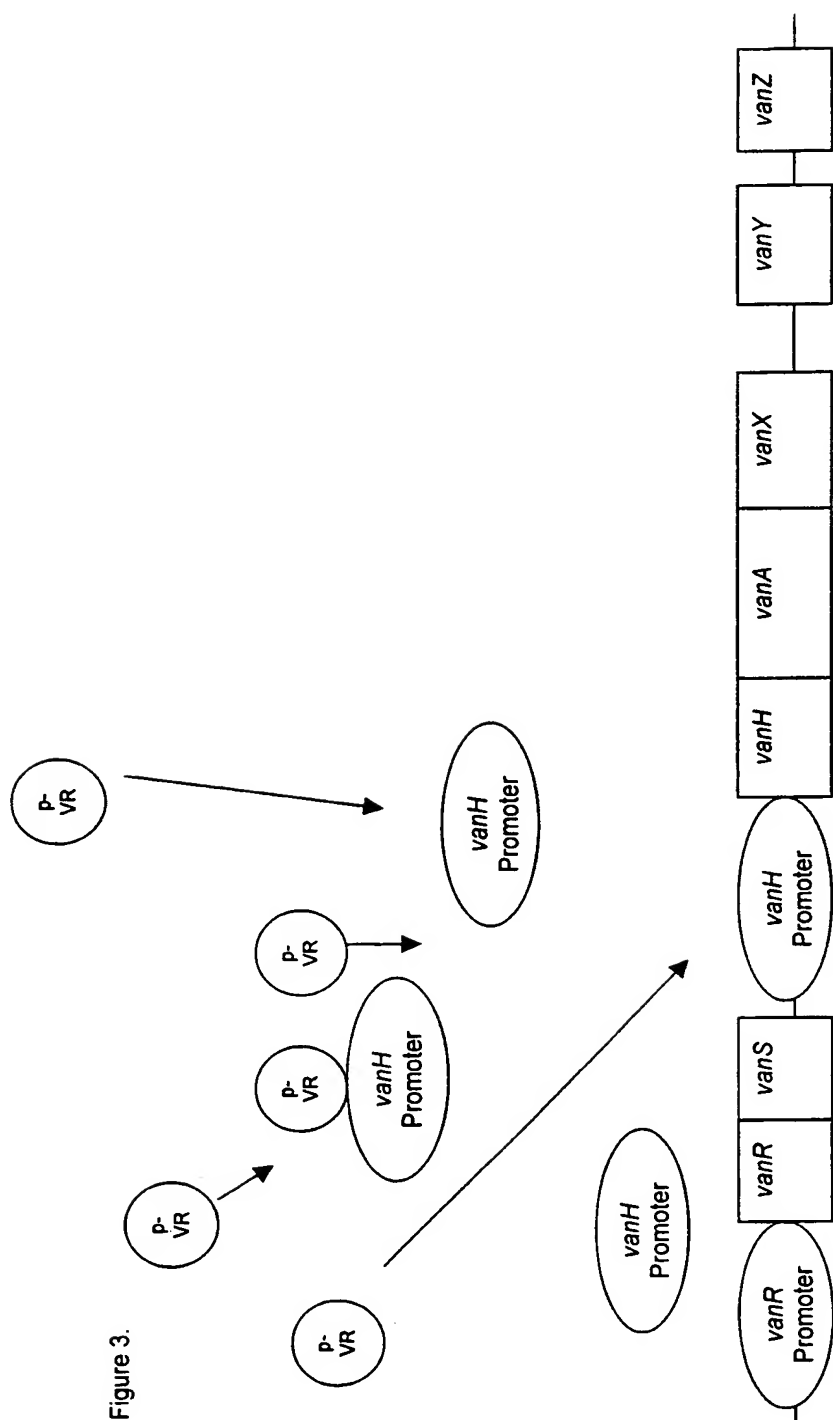 Figure 3.
p-
VR
p-
VR
p-
VR
p-
VR
p-
VR
vanH
Promoter
vanH
Promoter
vanH
Promoter
vanR
Promoter
vanR
vanS
vanH
Promoter
vanH
vanA
vanX
vanY
vanZ